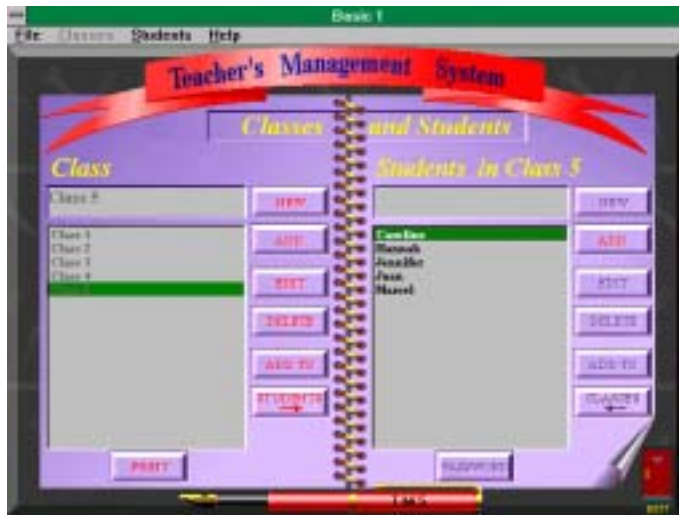 Basic 1
File Classes Students Help
Teacher's Management System
Classes and Students
Class
Students in Class 5
Class 5
NEW
NEW
Class 1
Class 2
Class 3
Class 4
ADD
EDIT
DELETE
ADD TO
STUDENTS
PRINT
Caroline
Hannah
Jennifer
Juan
Marcel
ADD
EDIT
DELETE
ADD TO
CLASSES
PASSWORD
T.M.S.
EXIT